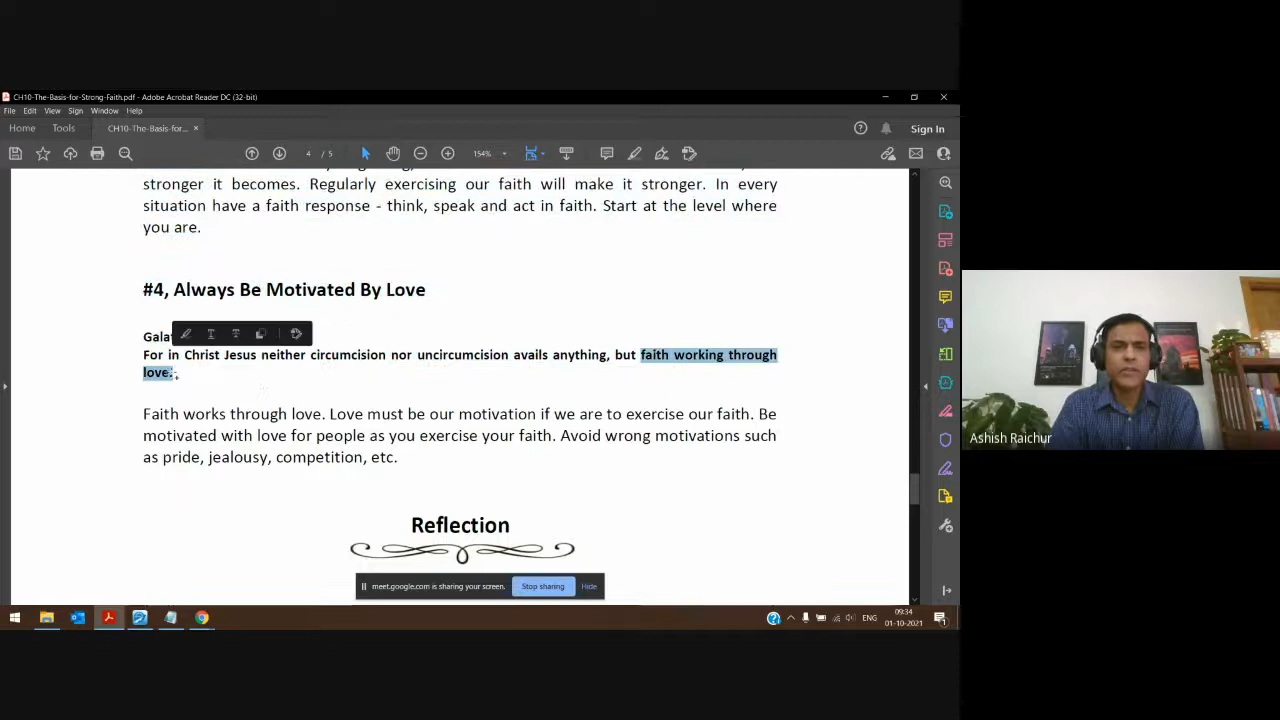 CH10-The-Basis-for-Strong-Faith.pdf - Adobe Acrobat Reader DC (32-bit)
File Edit View Sign Window Help
Home Tools CH10-The-Basis-for-... × Sign In
4 / 5 154%
stronger it becomes. Regularly exercising our faith will make it stronger. In every
situation have a faith response - think, speak and act in faith. Start at the level where
you are.
#4, Always Be Motivated By Love
Gala
For in Christ Jesus neither circumcision nor uncircumcision avails anything, but faith working through
love.
Faith works through love. Love must be our motivation if we are to exercise our faith. Be
motivated with love for people as you exercise your faith. Avoid wrong motivations such
as pride, jealousy, competition, etc.
Reflection
meet.google.com is sharing your screen. Stop sharing Hide
ENG
09:34
01-10-2021
Ashish Raichur